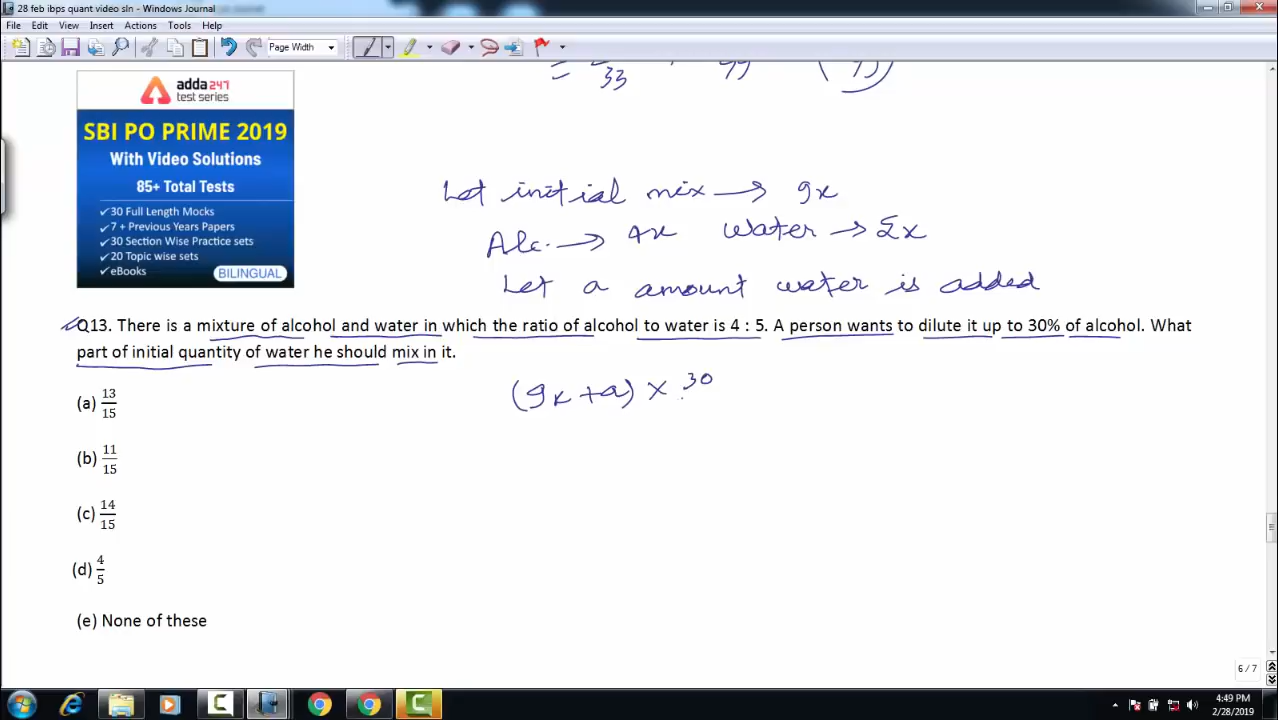 28 feb ibps quant video sln - Windows Journal
File Edit View Insert Actions Tools Help
Page Width
= 33
adda247
test series
SBI PO PRIME 2019
With Video Solutions
85+ Total Tests
✓30 Full Length Mocks
✓7 + Previous Years Papers
✓30 Section Wise Practice sets
✓20 Topic wise sets
✓eBooks
BILINGUAL
Let initial mix → 9x
Alc. → 4x Water → 5x
Let a amount water is added
Q13. There is a mixture of alcohol and water in which the ratio of alcohol to water is 4 : 5. A person wants to dilute it up to 30% of alcohol. What
part of initial quantity of water he should mix in it.
(9x + a) × 30
(a) 13/15
(b) 11/15
(c) 14/15
(d) 4/5
(e) None of these
6 / 7
4:49 PM
2/28/2019